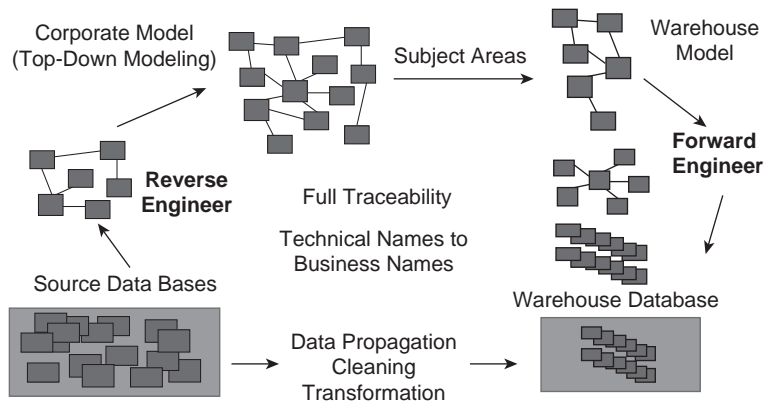 Corporate Model
(Top-Down Modeling)
Subject Areas
Warehouse
Model
Reverse
Engineer
Full Traceability
Forward
Engineer
Technical Names to
Business Names
Source Data Bases
Warehouse Database
Data Propagation
Cleaning
Transformation